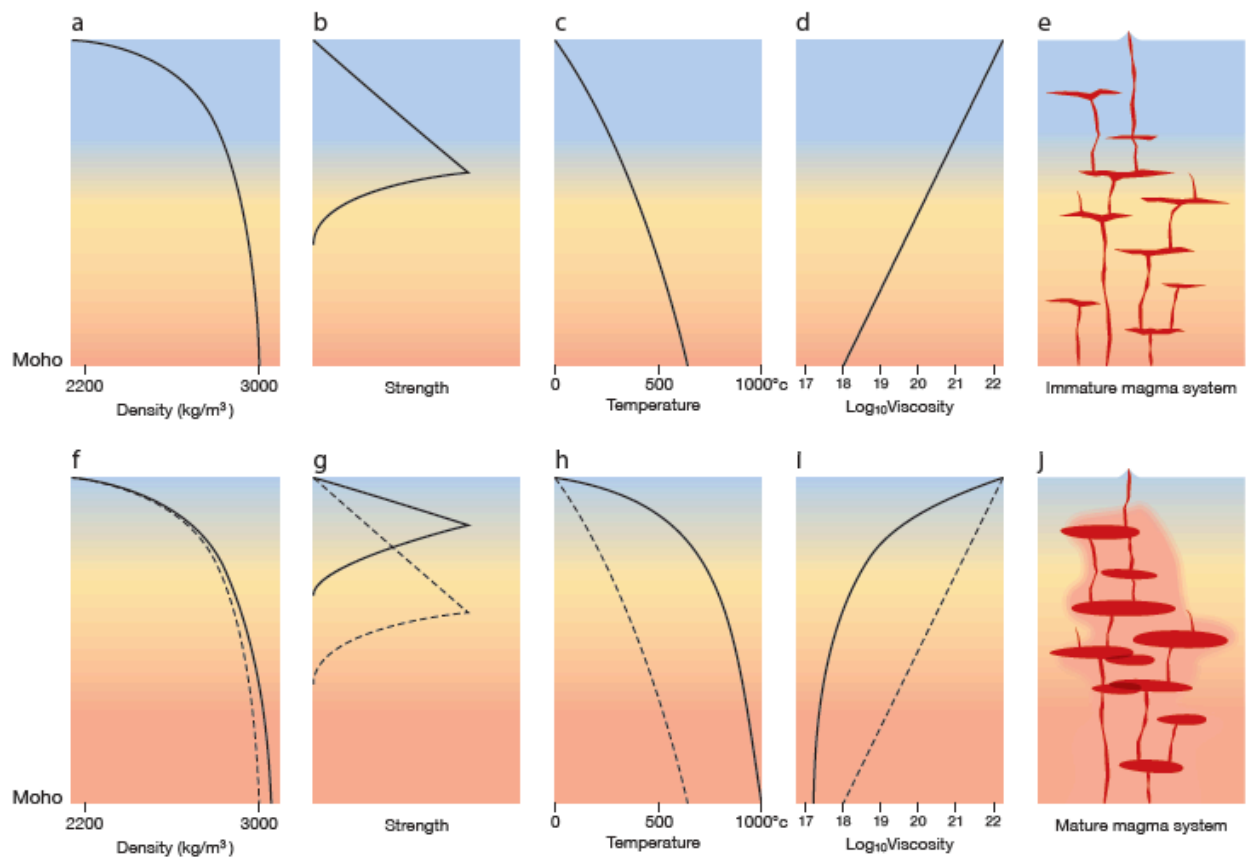 a b c d e
Moho
2200 3000
Density (kg/m³)
Strength
0 500 1000°c
Temperature
17 18 19 20 21 22
Log₁₀Viscosity
Immature magma system
f g h I J
Moho
2200 3000
Density (kg/m³)
Strength
0 500 1000°c
Temperature
17 18 19 20 21 22
Log₁₀Viscosity
Mature magma system